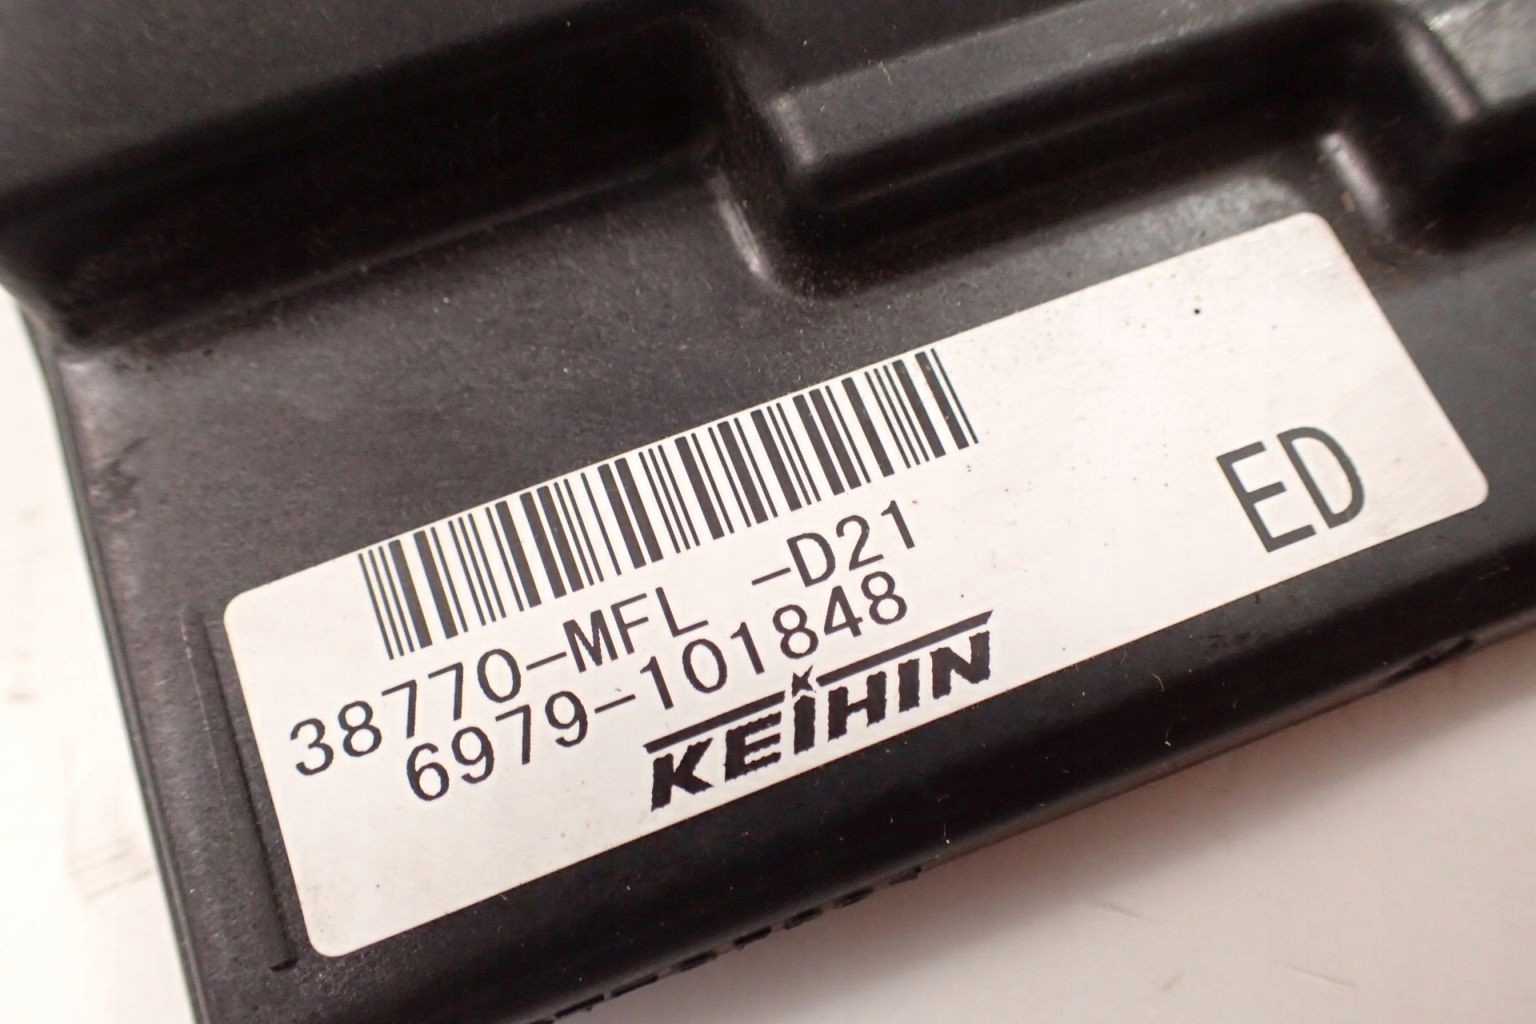 38770-MFL -D21
6979-101848
KEIHIN
ED